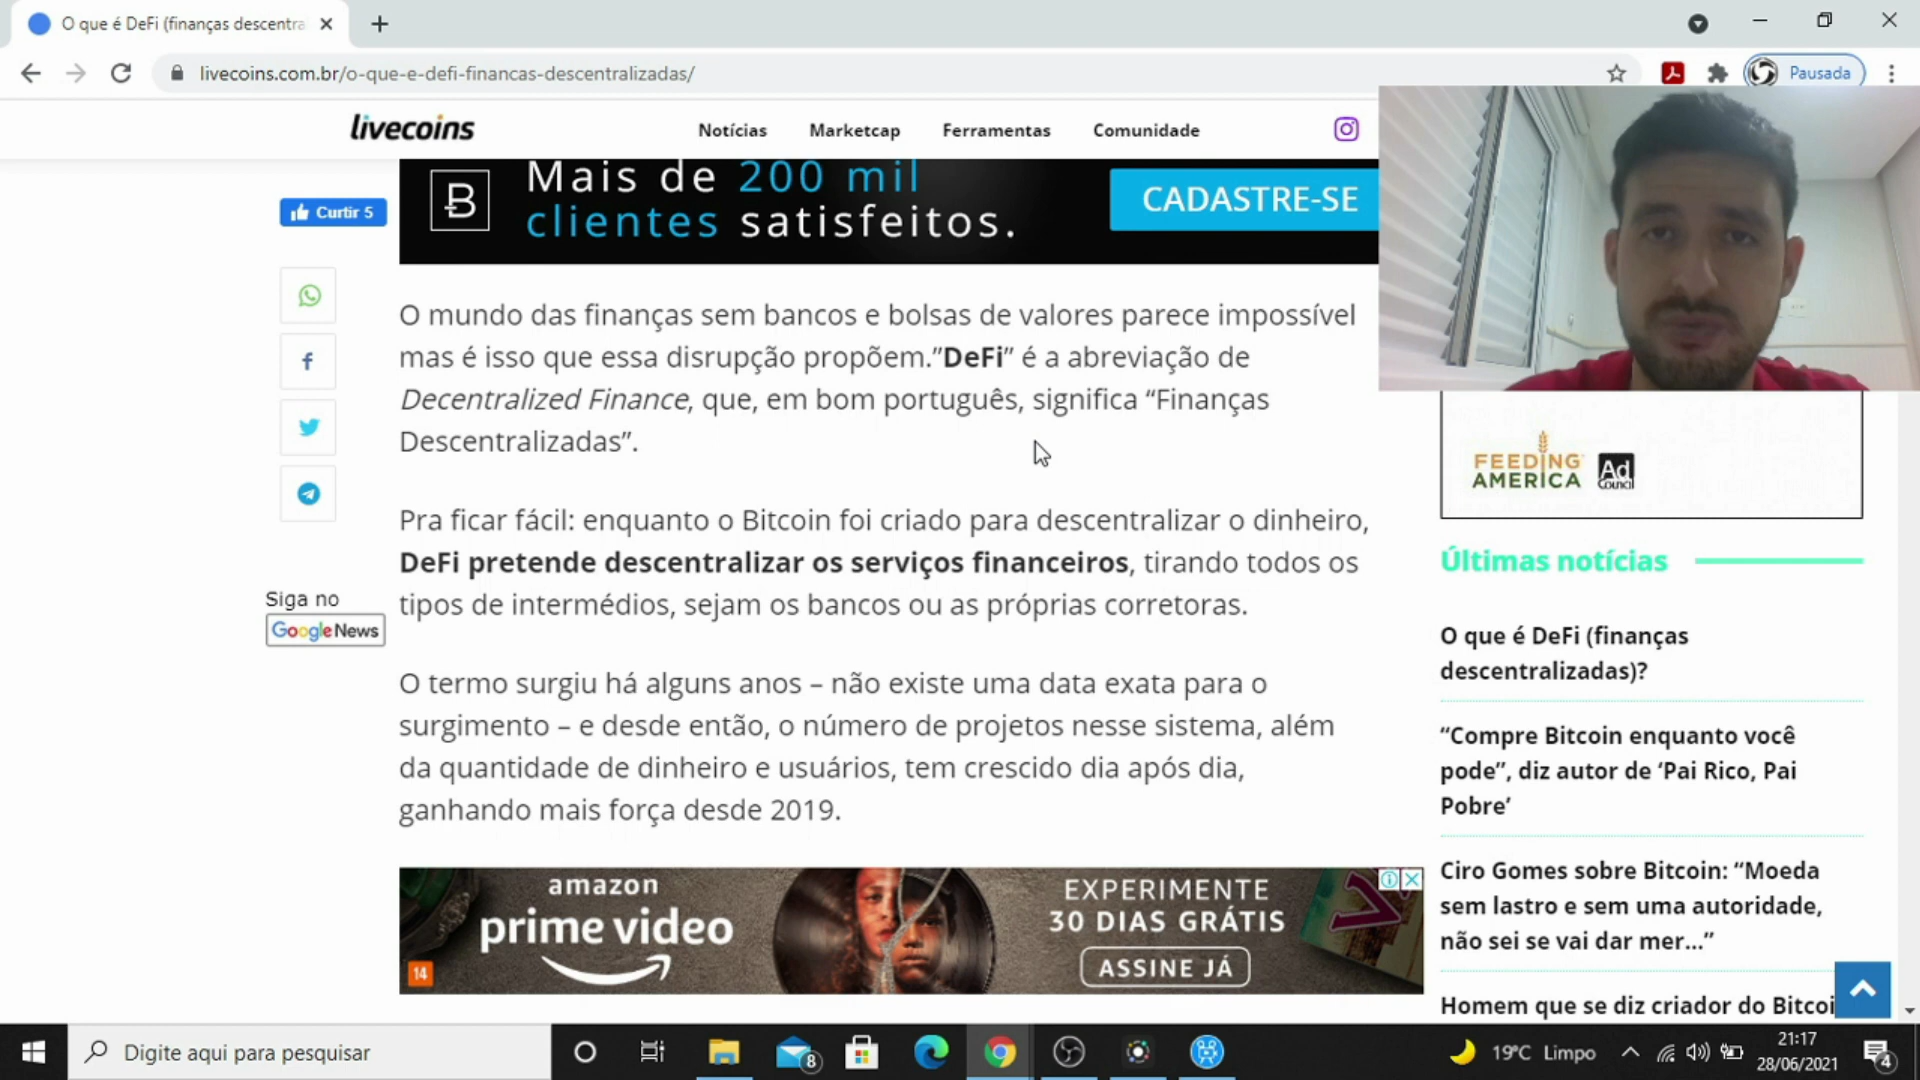 O que é DeFi (finanças descentra
livecoins.com.br/o-que-e-defi-financas-descentralizadas/
Pausada
livecoins
Notícias
Marketcap
Ferramentas
Comunidade
Mais de 200 mil
clientes satisfeitos.
CADASTRE-SE
Curtir 5
O mundo das finanças sem bancos e bolsas de valores parece impossível
mas é isso que essa disrupção propõem.”DeFi” é a abreviação de
Decentralized Finance, que, em bom português, significa “Finanças
Descentralizadas”.
Pra ficar fácil: enquanto o Bitcoin foi criado para descentralizar o dinheiro,
DeFi pretende descentralizar os serviços financeiros, tirando todos os
tipos de intermédios, sejam os bancos ou as próprias corretoras.
Siga no
Google News
O termo surgiu há alguns anos – não existe uma data exata para o
surgimento – e desde então, o número de projetos nesse sistema, além
da quantidade de dinheiro e usuários, tem crescido dia após dia,
ganhando mais força desde 2019.
amazon
prime video
14
EXPERIMENTE
30 DIAS GRÁTIS
ASSINE JÁ
FEEDING
AMERICA
Ad
Council
Últimas notícias
O que é DeFi (finanças
descentralizadas)?
“Compre Bitcoin enquanto você
pode”, diz autor de ‘Pai Rico, Pai
Pobre’
Ciro Gomes sobre Bitcoin: “Moeda
sem lastro e sem uma autoridade,
não sei se vai dar mer...”
Homem que se diz criador do Bitcoi
Digite aqui para pesquisar
8
19°C Limpo
21:17
28/06/2021
4